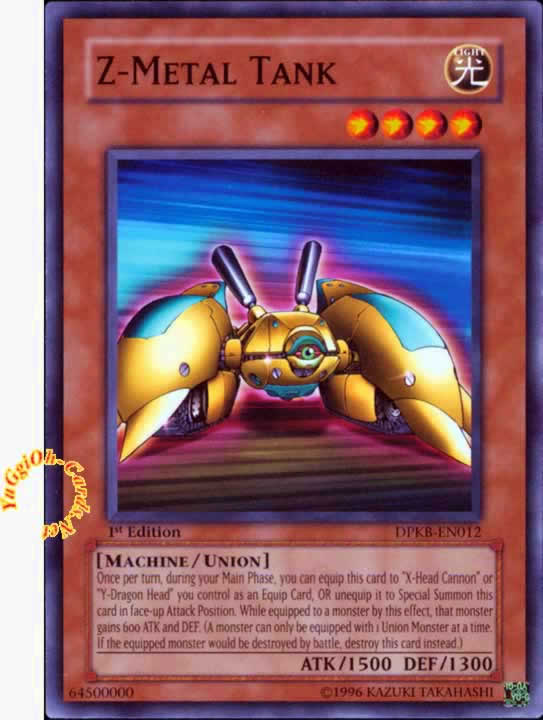 Z-METAL TANK
LIGHT
光
YuGgiOh-Cards.Net
1st Edition
DPKB-EN012
[MACHINE/UNION]
Once per turn, during your Main Phase, you can equip this card to "X-Head Cannon" or
"Y-Dragon Head" you control as an Equip Card, OR unequip it to Special Summon this
card in face-up Attack Position. While equipped to a monster by this effect, that monster
gains 600 ATK and DEF. (A monster can only be equipped with 1 Union Monster at a time.
If the equipped monster would be destroyed by battle, destroy this card instead.)
ATK/1500 DEF/1300
64500000
©1996 KAZUKI TAKAHASHI